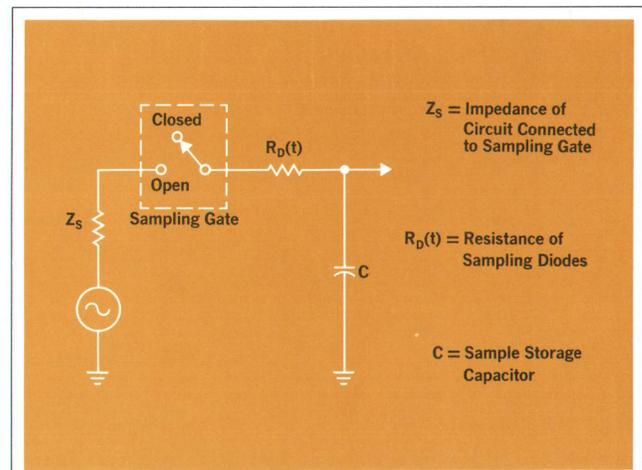 Closed
Open
Sampling Gate
R_D(t)
Z_S
C
Z_S = Impedance of
Circuit Connected
to Sampling Gate
R_D(t) = Resistance of
Sampling Diodes
C = Sample Storage
Capacitor